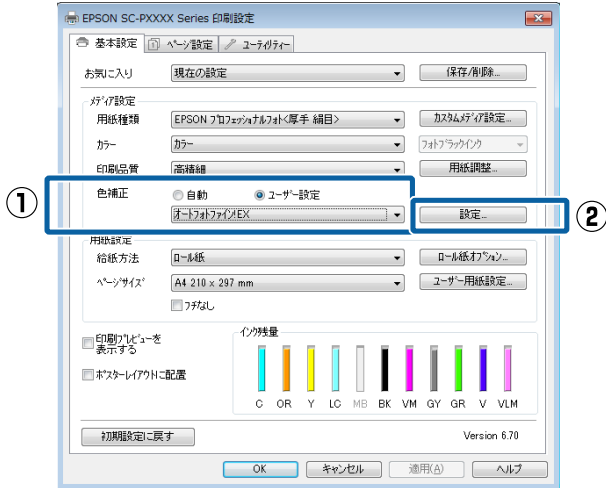 EPSON SC-PXXXX Series 印刷設定
基本設定 ページ設定 ユーティリティー
お気に入り 現在の設定 保存/削除...
メディア設定
用紙種類 EPSON プロフェッショナルフォト<厚手 絹目> カスタムメディア設定...
カラー カラー フォトブラックインク
印刷品質 高精細 用紙調整...
① 色補正 自動 ユーザー設定
オートフォトファイン!EX 設定... ②
用紙設定
給紙方法 ロール紙 ロール紙オプション...
ページサイズ A4 210 x 297 mm ユーザー用紙設定...
フチなし
印刷プレビューを
表示する
インク残量
ポスターレイアウトに配置
C OR Y LC MB BK VM GY GR V VLM
初期設定に戻す Version 6.70
OK キャンセル 適用(A) ヘルプ